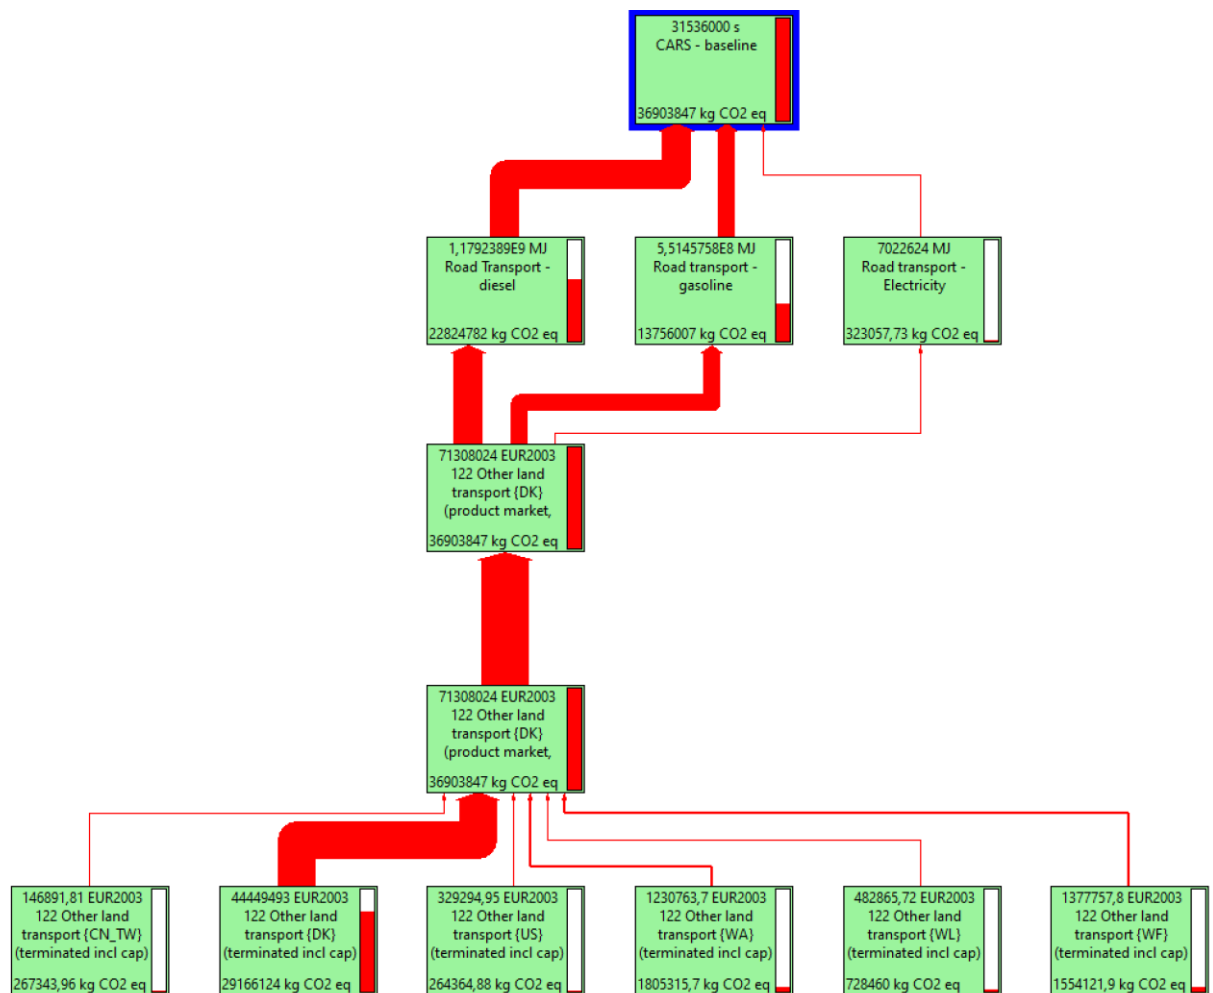 31536000 s
CARS - baseline
36903847 kg CO2 eq
1,1792389E9 MJ
Road Transport -
diesel
22824782 kg CO2 eq
5,5145758E8 MJ
Road transport -
gasoline
13756007 kg CO2 eq
7022624 MJ
Road transport -
Electricity
323057,73 kg CO2 eq
71308024 EUR2003
122 Other land
transport {DK}
(product market,
36903847 kg CO2 eq
71308024 EUR2003
122 Other land
transport {DK}
(product market,
36903847 kg CO2 eq
146891,81 EUR2003
122 Other land
transport {CN_TW}
(terminated incl cap)
267343,96 kg CO2 eq
44449493 EUR2003
122 Other land
transport {DK}
(terminated incl cap)
29166124 kg CO2 eq
329294,95 EUR2003
122 Other land
transport {US}
(terminated incl cap)
264364,88 kg CO2 eq
1230763,7 EUR2003
122 Other land
transport {WA}
(terminated incl cap)
1805315,7 kg CO2 eq
482865,72 EUR2003
122 Other land
transport {WL}
(terminated incl cap)
728460 kg CO2 eq
1377757,8 EUR2003
122 Other land
transport {WF}
(terminated incl cap)
1554121,9 kg CO2 eq